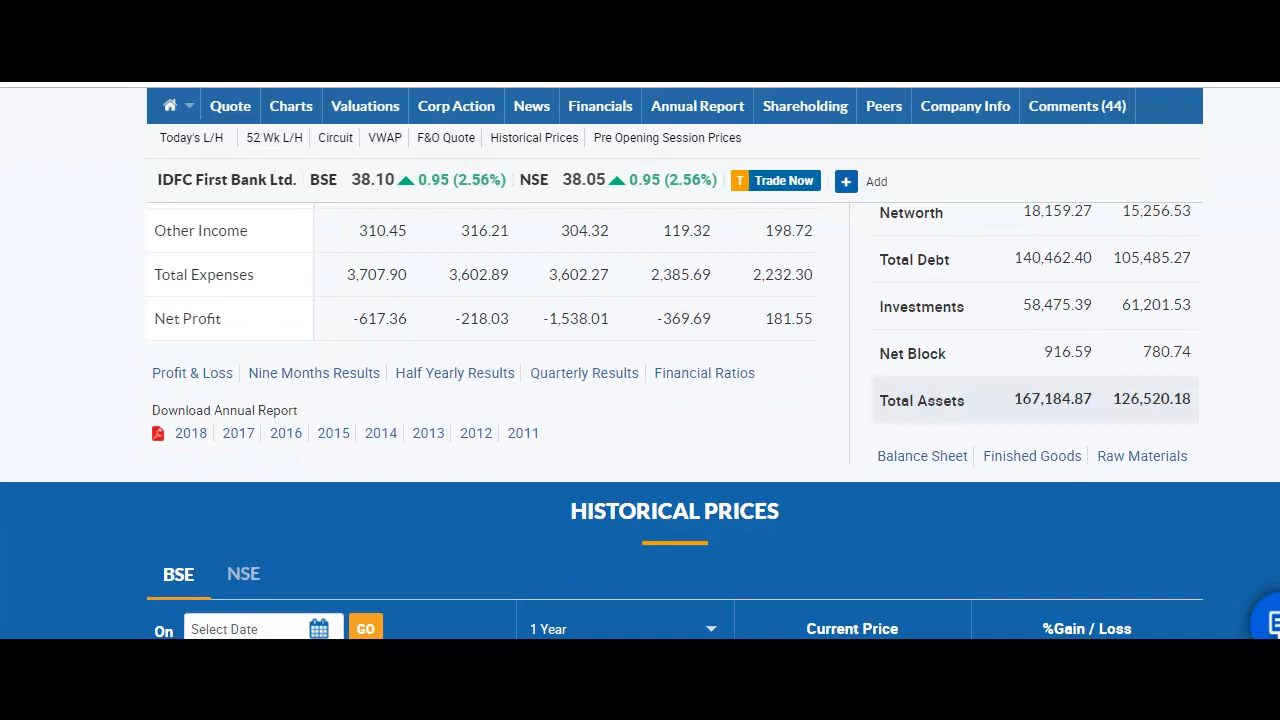 Quote Charts Valuations Corp Action News Financials Annual Report Shareholding Peers Company Info Comments (44)
Today's L/H 52 Wk L/H Circuit VWAP F&O Quote Historical Prices Pre Opening Session Prices
IDFC First Bank Ltd. BSE 38.10 0.95 (2.56%) NSE 38.05 0.95 (2.56%) T Trade Now + Add
Other Income 310.45 316.21 304.32 119.32 198.72
Total Expenses 3,707.90 3,602.89 3,602.27 2,385.69 2,232.30
Net Profit -617.36 -218.03 -1,538.01 -369.69 181.55
Profit & Loss Nine Months Results Half Yearly Results Quarterly Results Financial Ratios
Download Annual Report
2018 2017 2016 2015 2014 2013 2012 2011
Networth 18,159.27 15,256.53
Total Debt 140,462.40 105,485.27
Investments 58,475.39 61,201.53
Net Block 916.59 780.74
Total Assets 167,184.87 126,520.18
Balance Sheet Finished Goods Raw Materials
HISTORICAL PRICES
BSE NSE
On Select Date GO 1 Year Current Price %Gain / Loss